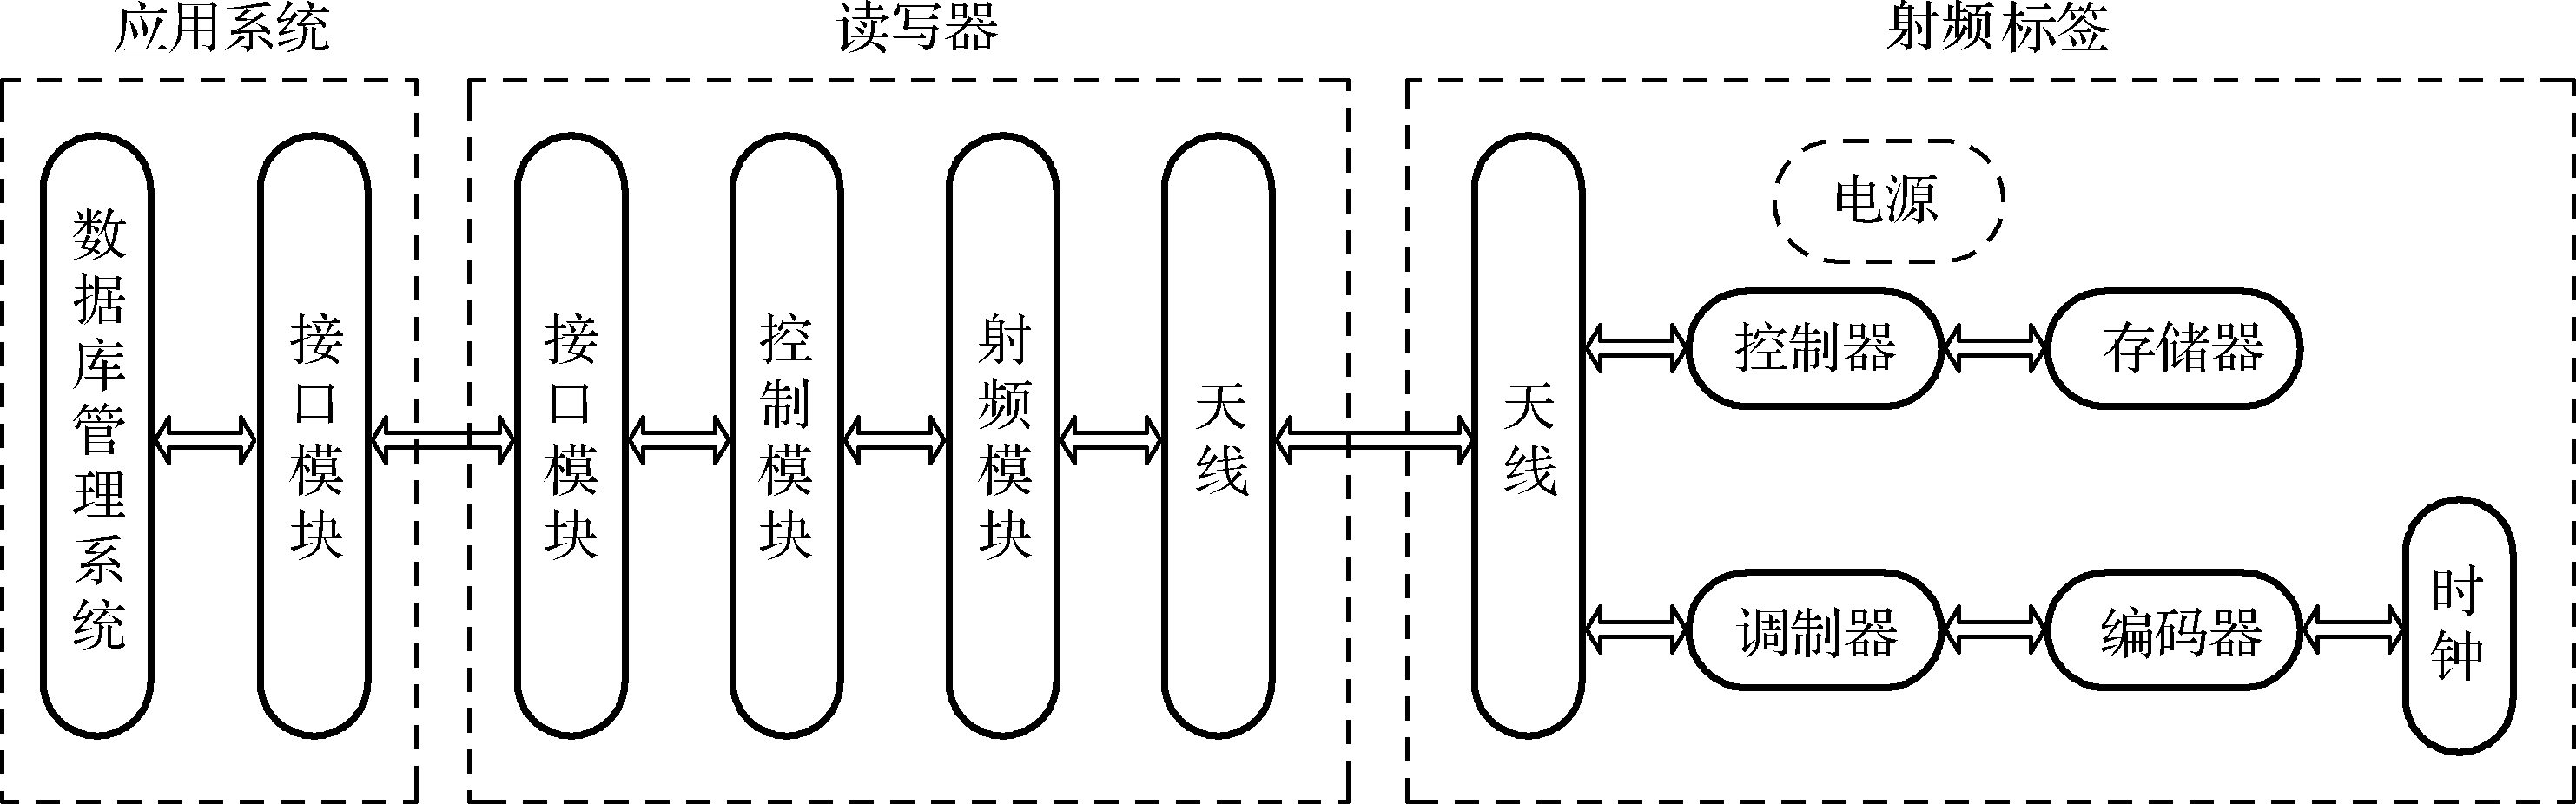 应用系统
读写器
射频标签
数据库管理系统
接口模块
接口模块
控制模块
射频模块
天线
天线
电源
控制器
存储器
调制器
编码器
时钟